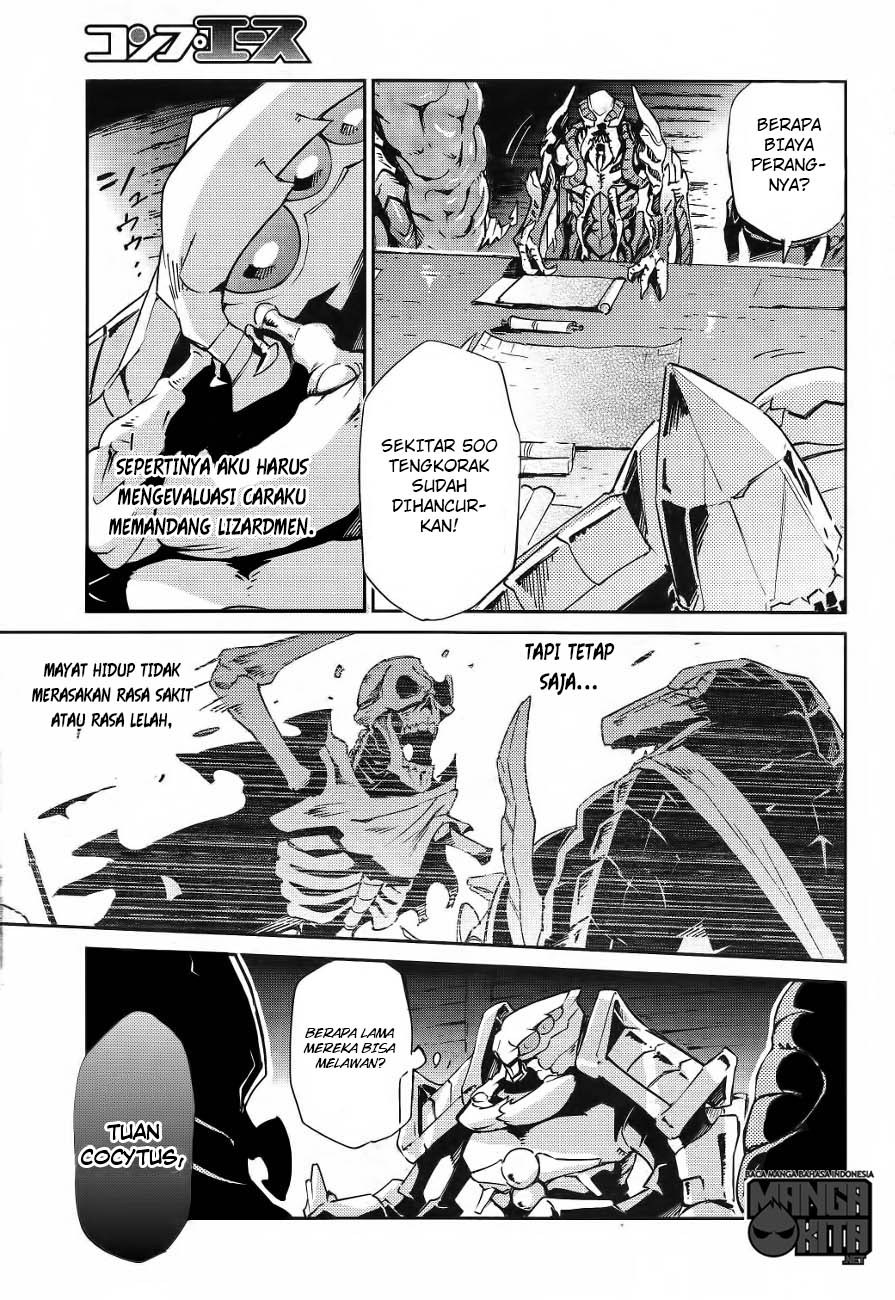 コンプ・エース
BERAPA
BIAYA
PERANG-
NYA?
SEKITAR 500
TENGKORAK
SUDAH
DIHANCUR-
KAN!
SEPERTINYA AKU HARUS
MENGEVALUASI CARAKU
MEMANDANG LIZARDMEN.
TAPI TETAP
SAJA...
MAYAT HIDUP TIDAK
MERASAKAN RASA SAKIT
ATAU RASA LELAH,
BERAPA LAMA
MEREKA BISA
MELAWAN?
TUAN
COCYTUS,
BACA MANGA BAHASA INDONESIA
MANGA
KITA
.NET